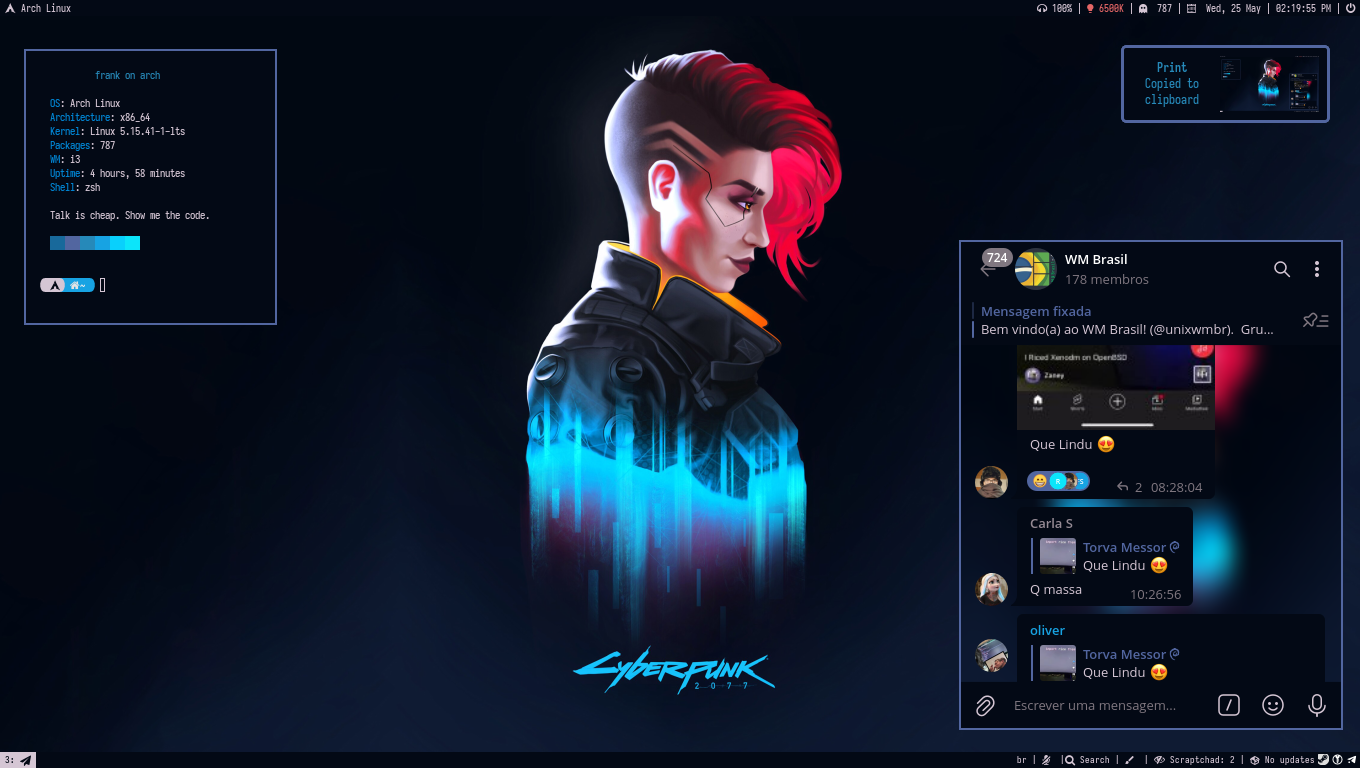 Arch Linux
100% | 6500K | 787 | Wed, 25 May | 02:19:55 PM |
frank on arch
OS: Arch Linux
Architecture: x86_64
Kernel: Linux 5.15.41-1-lts
Packages: 787
WM: i3
Uptime: 4 hours, 58 minutes
Shell: zsh
Talk is cheap. Show me the code.
~
Print
Copied to
clipboard
CYBERPUNK
2077
724
WM Brasil
178 membros
Mensagem fixada
Bem vindo(a) ao WM Brasil! (@unixwmbr). Gru...
I Riced Xenodm on OpenBSD
Zaney
Que Lindu 😍
R
2 08:28:04
Carla S
Torva Messor
Que Lindu 😍
Q massa
10:26:56
oliver
Torva Messor
Que Lindu 😍
Escrever uma mensagem...
3:
br | | Search | | Scraptchad: 2 | No updates